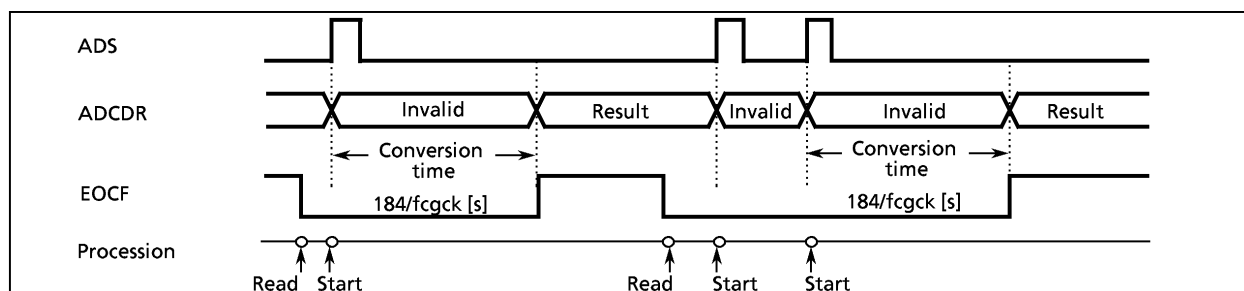 ADS
ADCDR
Invalid
Result
Invalid
Invalid
Result
Conversion
time
Conversion
time
EOCF
184/fcgck [s]
184/fcgck [s]
Procession
Read
Start
Read
Start
Start